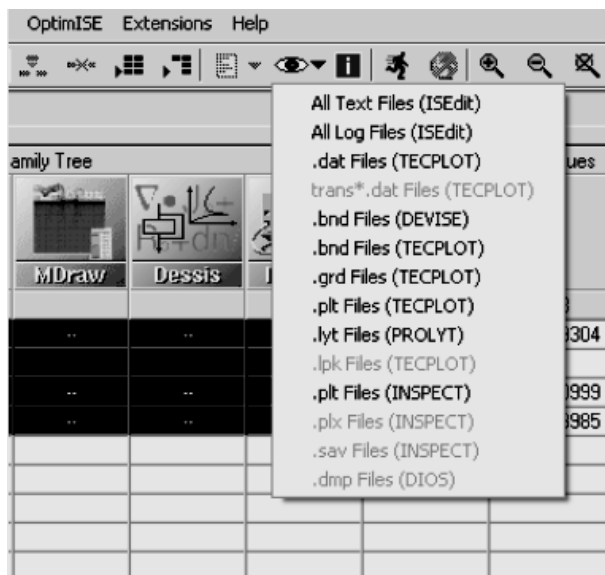 OptimISE Extensions Help
All Text Files (ISEdit)
All Log Files (ISEdit)
amily Tree
.dat Files (TECPLOT)
ues
trans*.dat Files (TECPLOT)
.bnd Files (DEVISE)
.bnd Files (TECPLOT)
MDraw
Dessis
.grd Files (TECPLOT)
.plt Files (TECPLOT)
.lyt Files (PROLYT)
-- -- 3304
.lpk Files (TECPLOT)
.plt Files (INSPECT)
-- -- 0999
.plx Files (INSPECT)
-- -- 8985
.sav Files (INSPECT)
.dmp Files (DIOS)